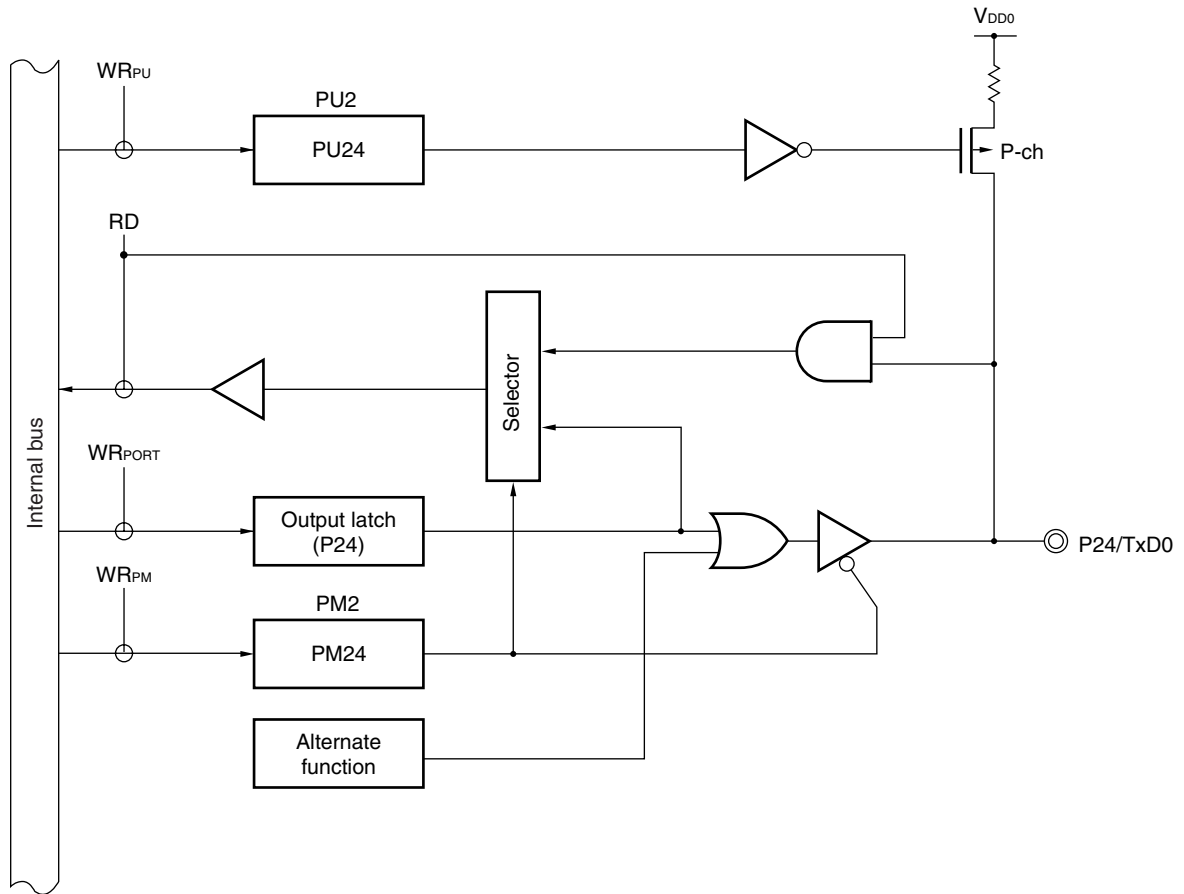 VDD0
WRPU
PU2
PU24
P-ch
RD
Selector
Internal bus
WRPORT
Output latch
(P24)
P24/TxD0
WRPM
PM2
PM24
Alternate
function